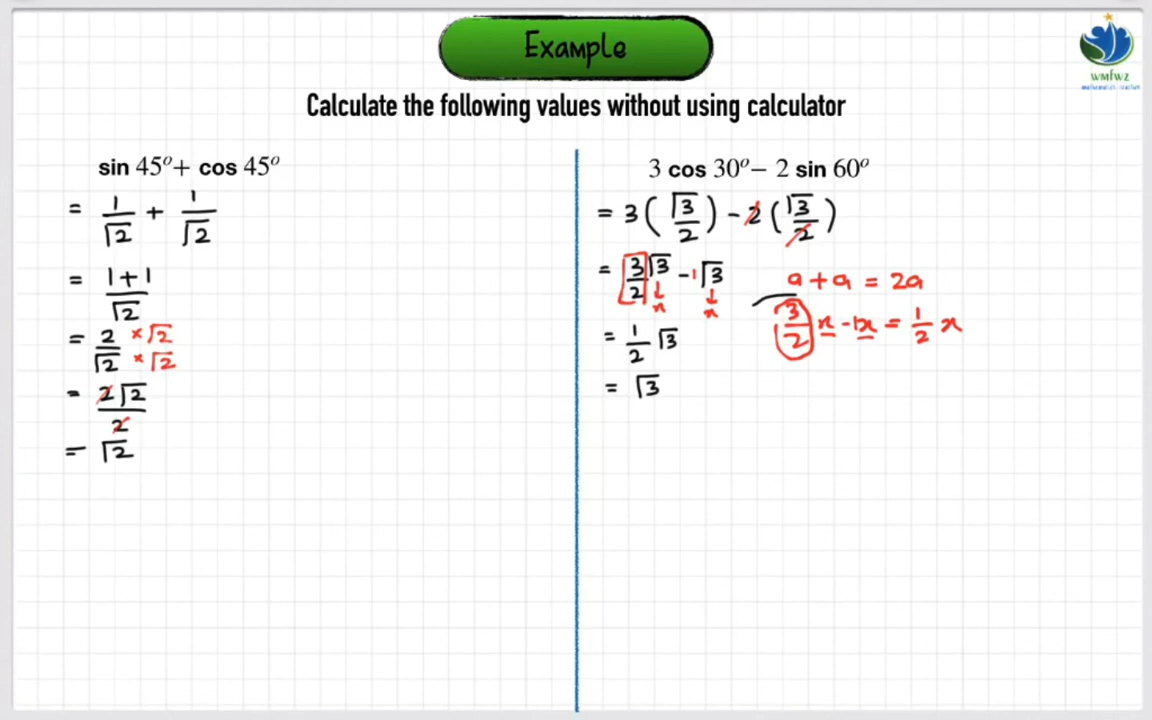 Example
wmfwz
Calculate the following values without using calculator
sin 45° + cos 45°
= 1/√2 + 1/√2
= 1+1/√2
= 2/√2 ×√2/×√2
= 2√2/2
= √2
3 cos 30° − 2 sin 60°
= 3 (√3/2) − 2 (√3/2)
= 3/2 √3 − 1√3
↓ x ↓ x
= 1/2 √3
= √3
a + a = 2a
3/2 x − 1x = 1/2 x